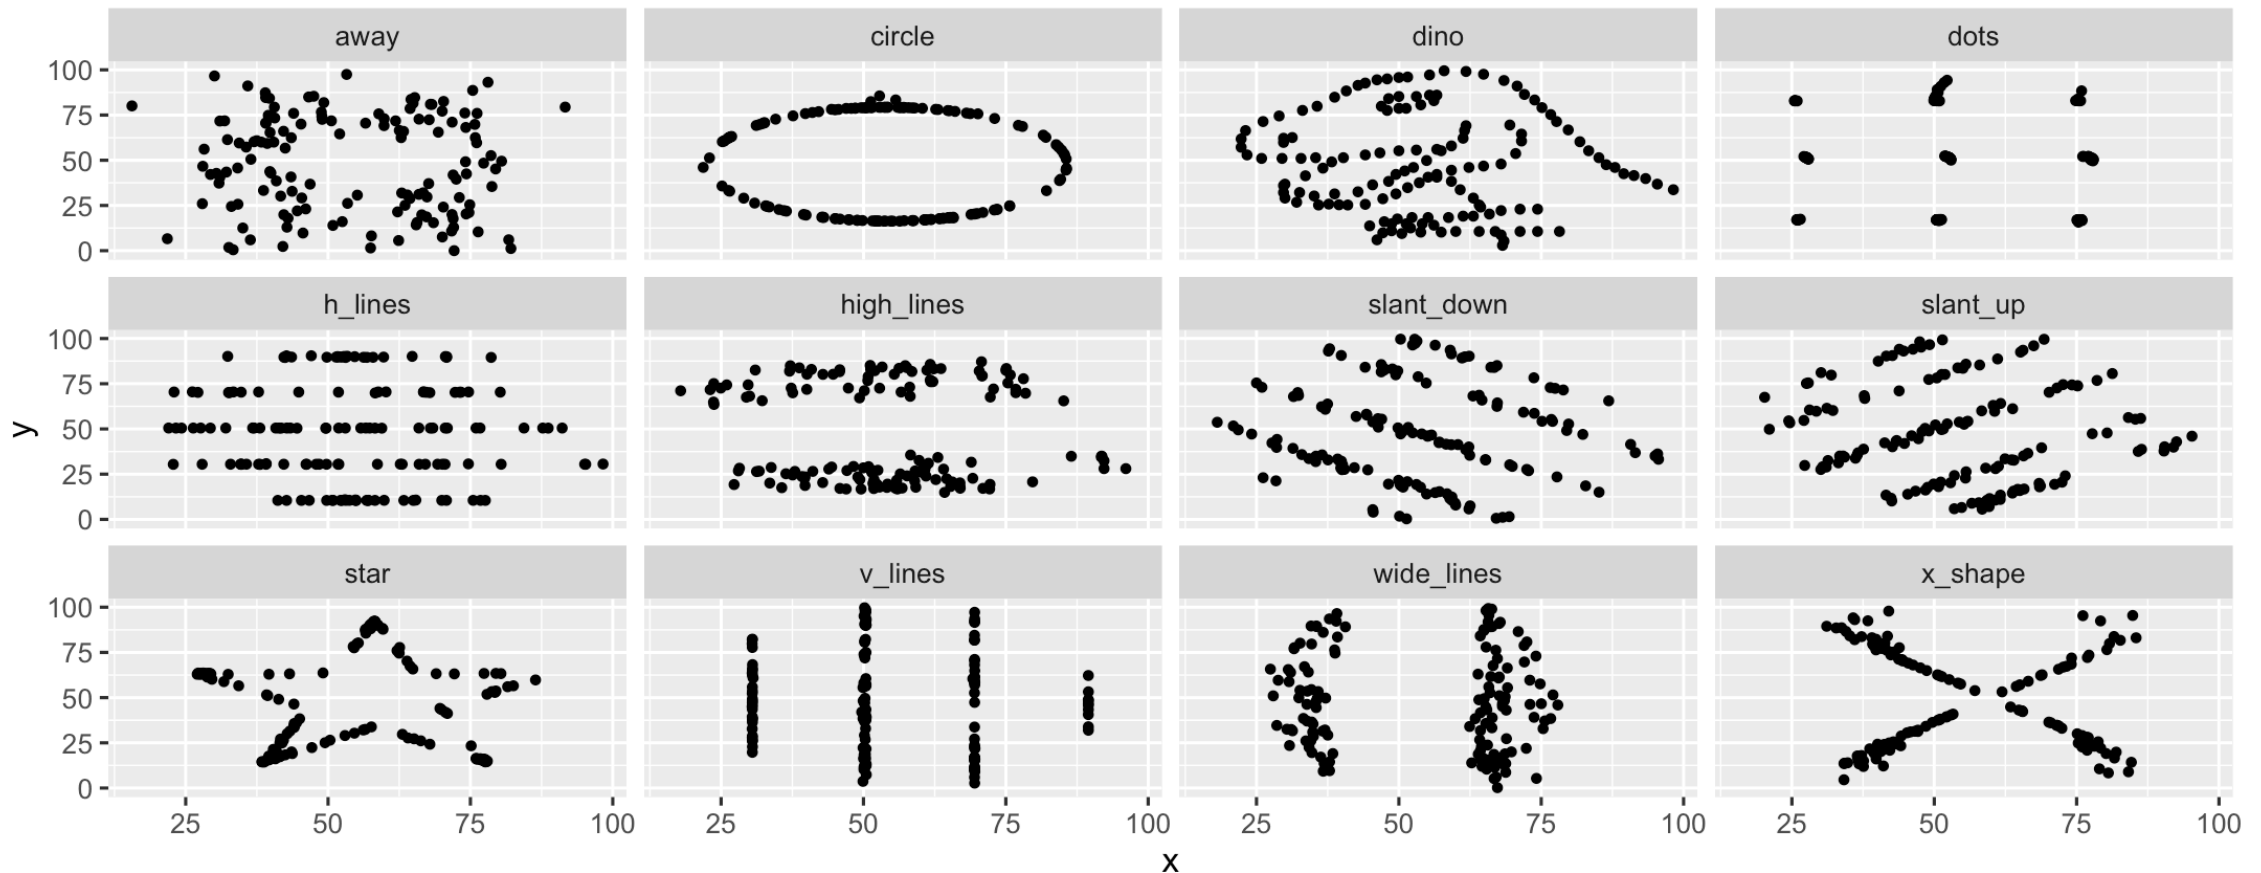 away circle dino dots
100
75
50
25
0
h_lines high_lines slant_down slant_up
100
75
50
25
0
y
star v_lines wide_lines x_shape
100
75
50
25
0
25 50 75 100 25 50 75 100 25 50 75 100 25 50 75 100
x